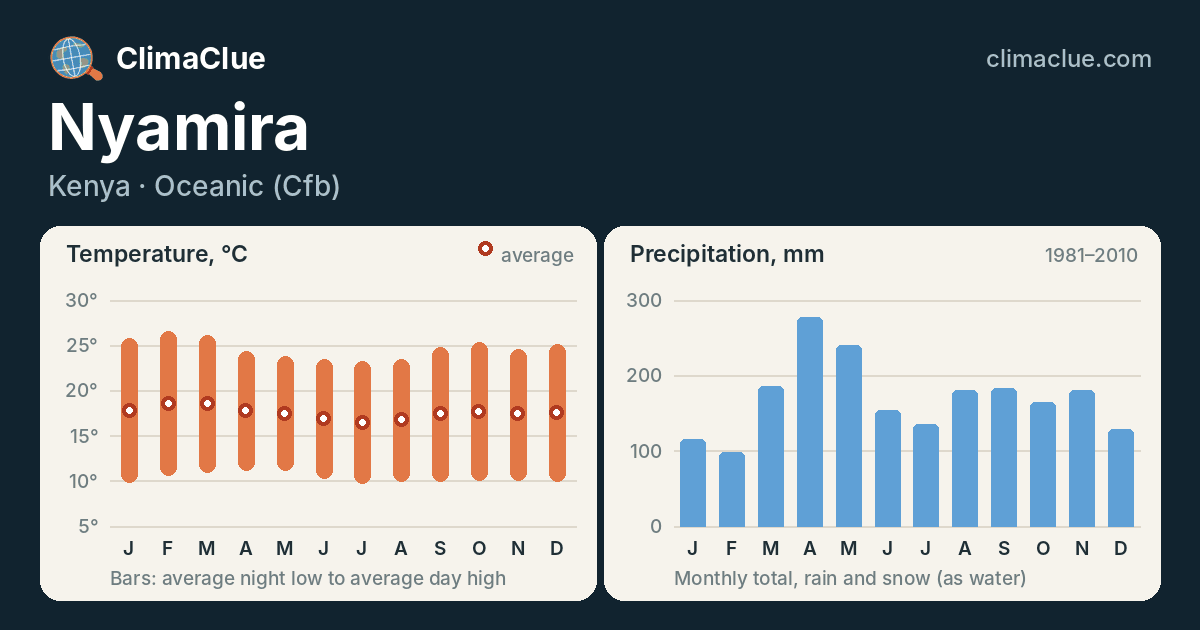 ClimaClue
climaclue.com
Nyamira
Kenya · Oceanic (Cfb)
Temperature, °C
average
30°
25°
20°
15°
10°
5°
J F M A M J J A S O N D
Bars: average night low to average day high
Precipitation, mm
1981–2010
300
200
100
0
J F M A M J J A S O N D
Monthly total, rain and snow (as water)